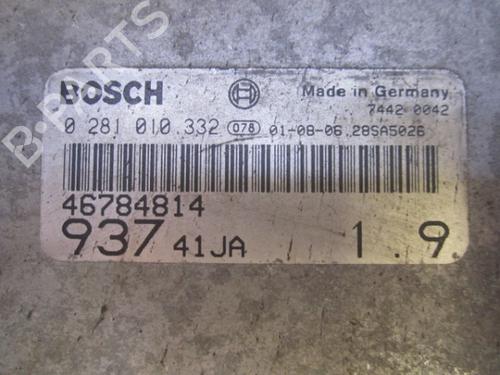 B-PARTS
BOSCH Made in Germany
7442 0042
0 281 010 332 078 01-08-06 28SA5026
46784814
937 41JA 1.9